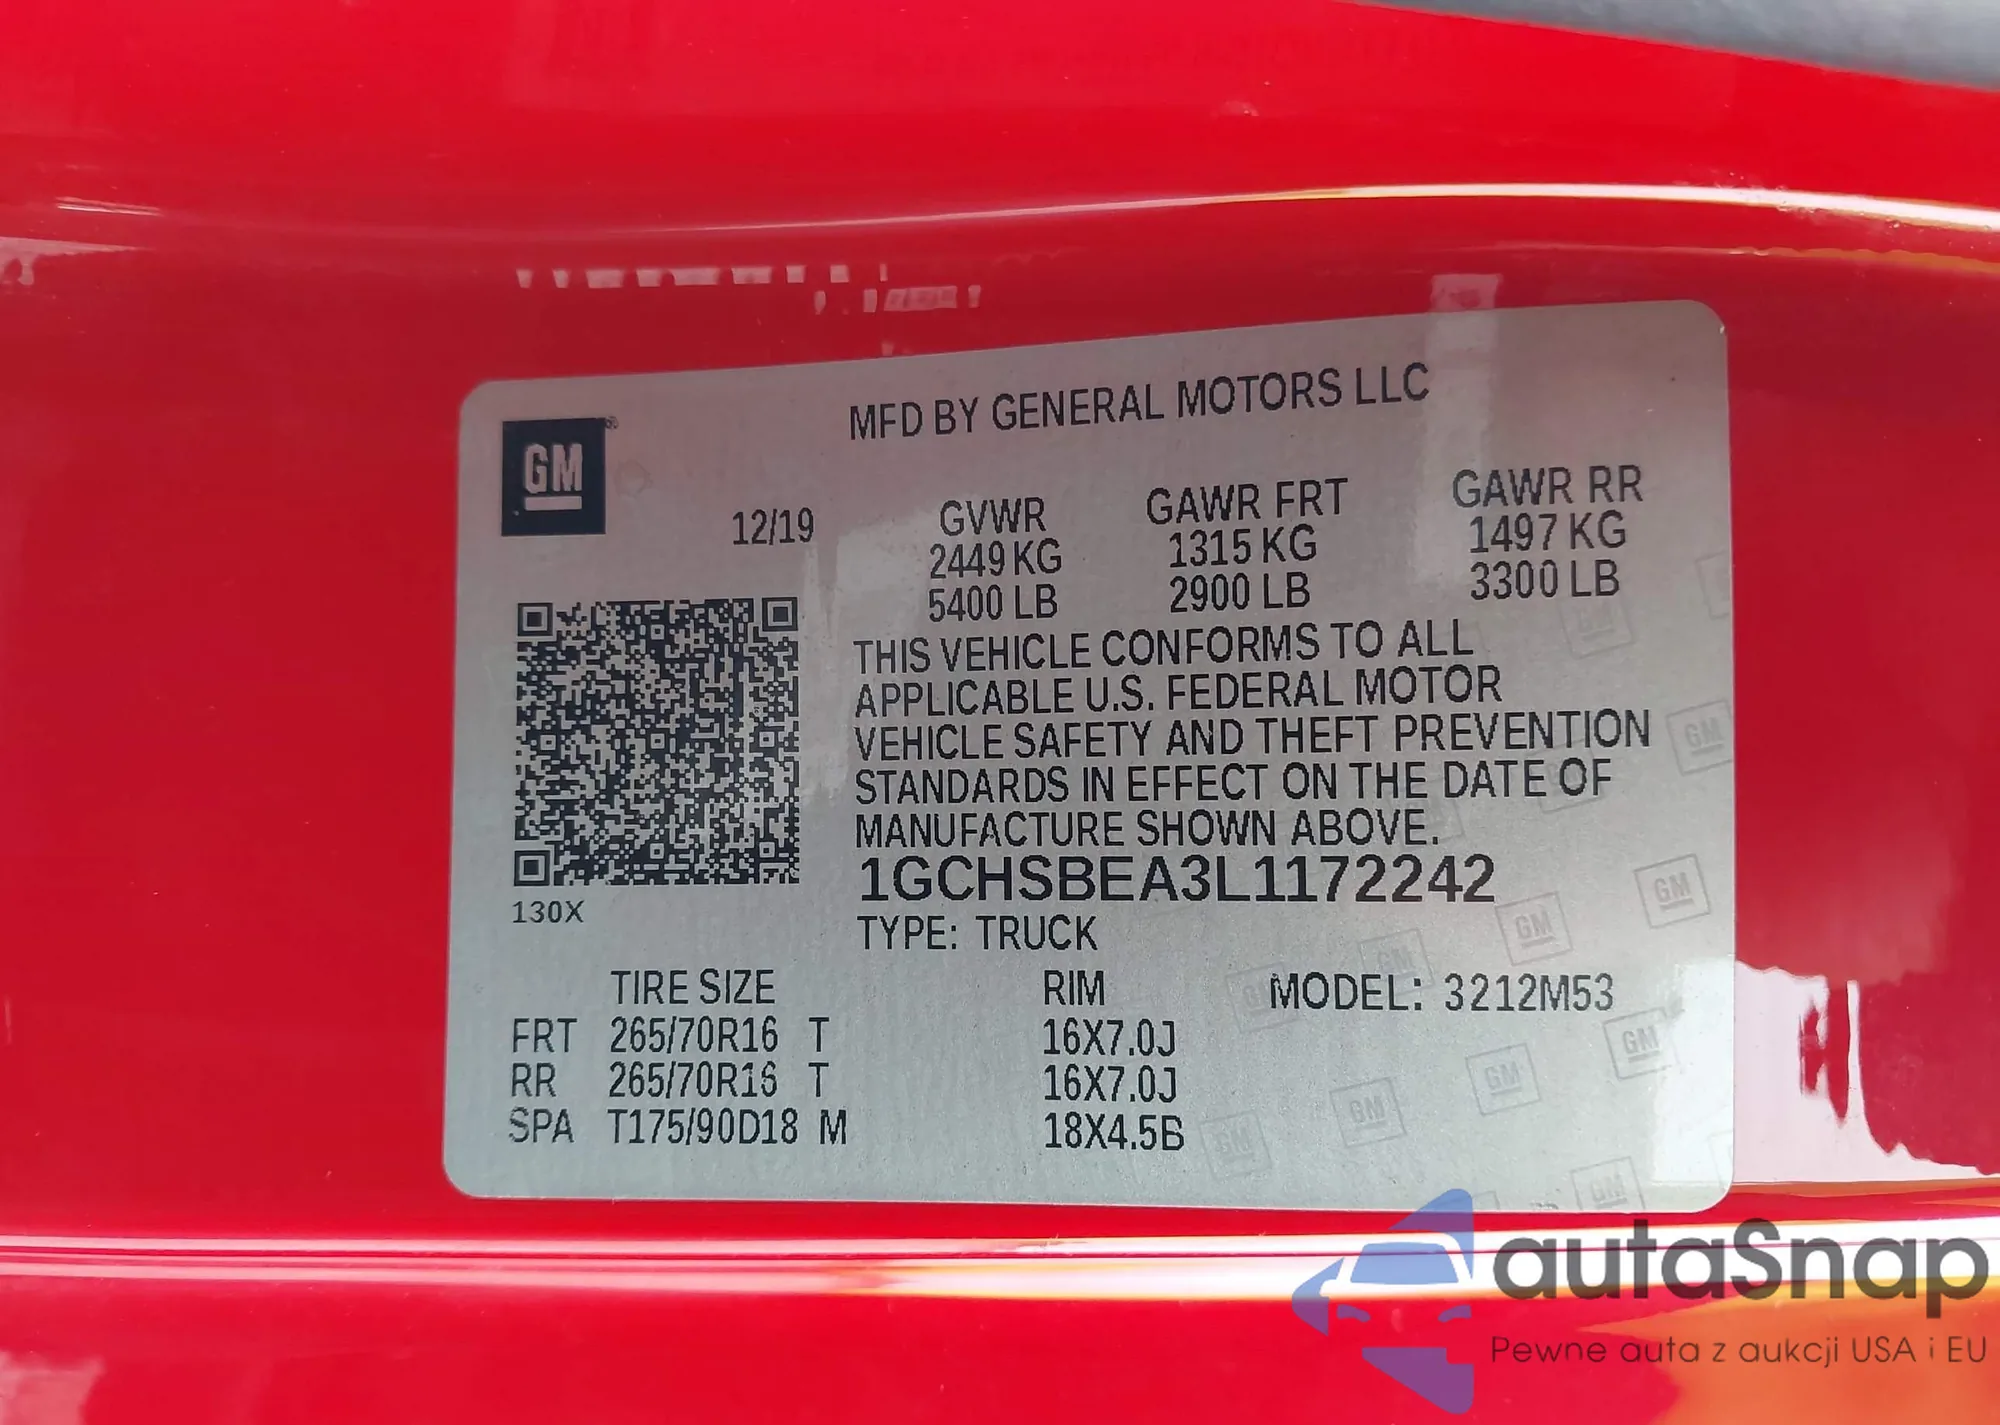 MFD BY GENERAL MOTORS LLC
GM®
12/19
GVWR GAWR FRT GAWR RR
2449 KG 1315 KG 1497 KG
5400 LB 2900 LB 3300 LB
THIS VEHICLE CONFORMS TO ALL
APPLICABLE U.S. FEDERAL MOTOR
VEHICLE SAFETY AND THEFT PREVENTION
STANDARDS IN EFFECT ON THE DATE OF
MANUFACTURE SHOWN ABOVE.
1GCHSBEA3L1172242
130X
TYPE: TRUCK
TIRE SIZE RIM MODEL: 3212M53
FRT 265/70R16 T 16X7.0J
RR 265/70R16 T 16X7.0J
SPA T175/90D18 M 18X4.5B
autaSnap
Pewne auta z aukcji USA i EU